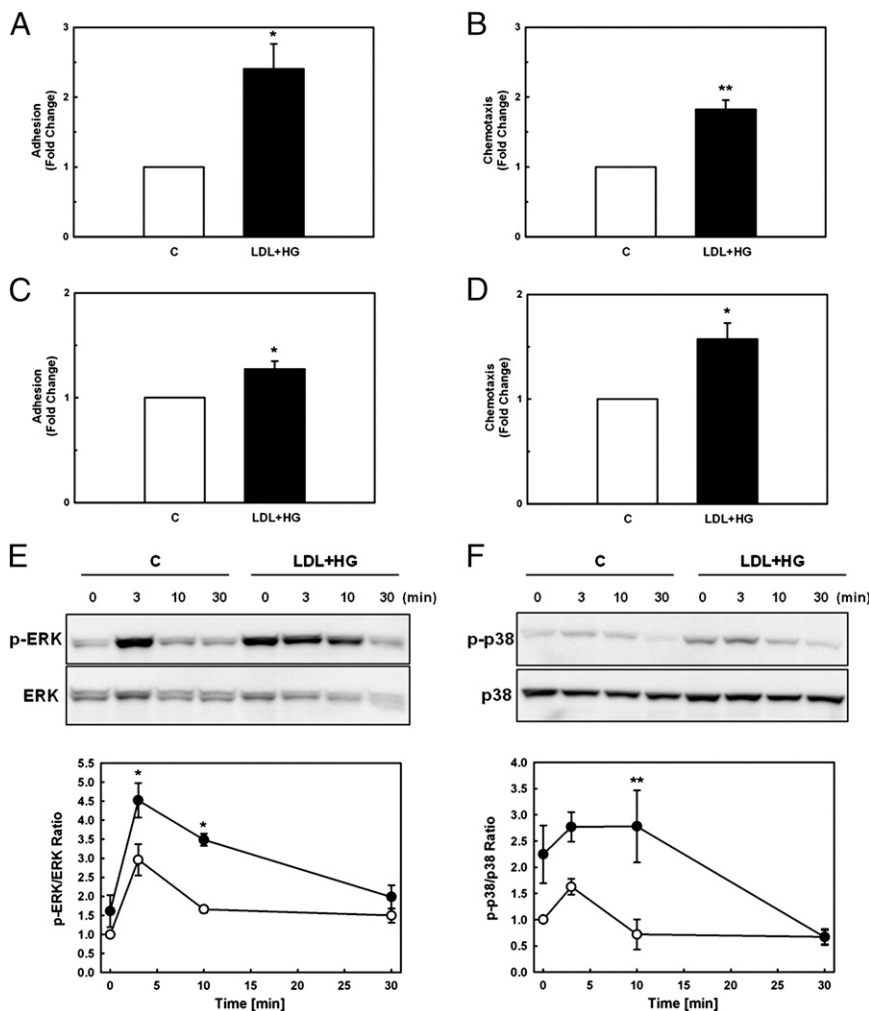 A
3
2
1
0
Adhesion
(Fold Change)
*
C
LDL+HG
B
3
2
1
0
Chemotaxis
(Fold Change)
**
C
LDL+HG
C
2
1
0
Adhesion
(Fold Change)
*
C
LDL+HG
D
2
1
0
Chemotaxis
(Fold Change)
*
C
LDL+HG
E
C LDL+HG
0 3 10 30 0 3 10 30 (min)
p-ERK
ERK
5.5
5.0
4.5
4.0
3.5
3.0
2.5
2.0
1.5
1.0
0.5
0.0
p-ERK/ERK Ratio
*
*
0 5 10 15 20 25 30
Time [min]
F
C LDL+HG
0 3 10 30 0 3 10 30 (min)
p-p38
p38
4.0
3.5
3.0
2.5
2.0
1.5
1.0
0.5
0.0
p-p38/p38 Ratio
**
0 5 10 15 20 25 30
Time [min]